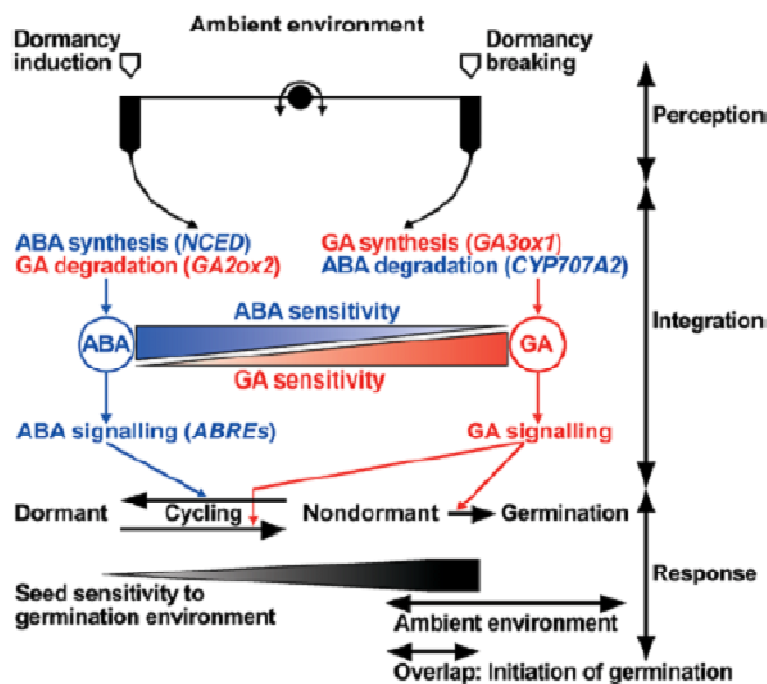 Ambient environment
Dormancy
induction
Dormancy
breaking
Perception
ABA synthesis (NCED)
GA degradation (GA2ox2)
GA synthesis (GA3ox1)
ABA degradation (CYP707A2)
ABA sensitivity
ABA
GA
GA sensitivity
Integration
ABA signalling (ABREs)
GA signalling
Dormant
Cycling
Nondormant
Germination
Seed sensitivity to
germination environment
Response
Ambient environment
Overlap: Initiation of germination